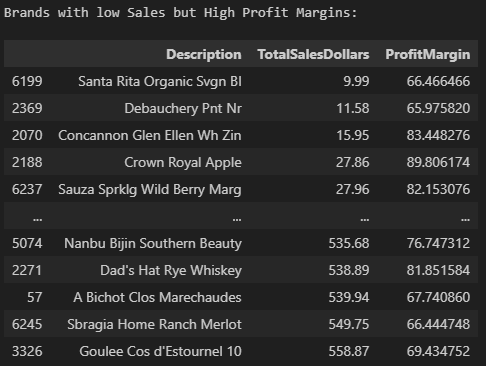 Brands with low Sales but High Profit Margins:
Description TotalSalesDollars ProfitMargin
6199 Santa Rita Organic Svgn Bl 9.99 66.466466
2369 Debauchery Pnt Nr 11.58 65.975820
2070 Concannon Glen Ellen Wh Zin 15.95 83.448276
2188 Crown Royal Apple 27.86 89.806174
6237 Sauza Sprklg Wild Berry Marg 27.96 82.153076
... ... ... ...
5074 Nanbu Bijin Southern Beauty 535.68 76.747312
2271 Dad's Hat Rye Whiskey 538.89 81.851584
57 A Bichot Clos Marechaudes 539.94 67.740860
6245 Sbragia Home Ranch Merlot 549.75 66.444748
3326 Goulee Cos d'Estournel 10 558.87 69.434752